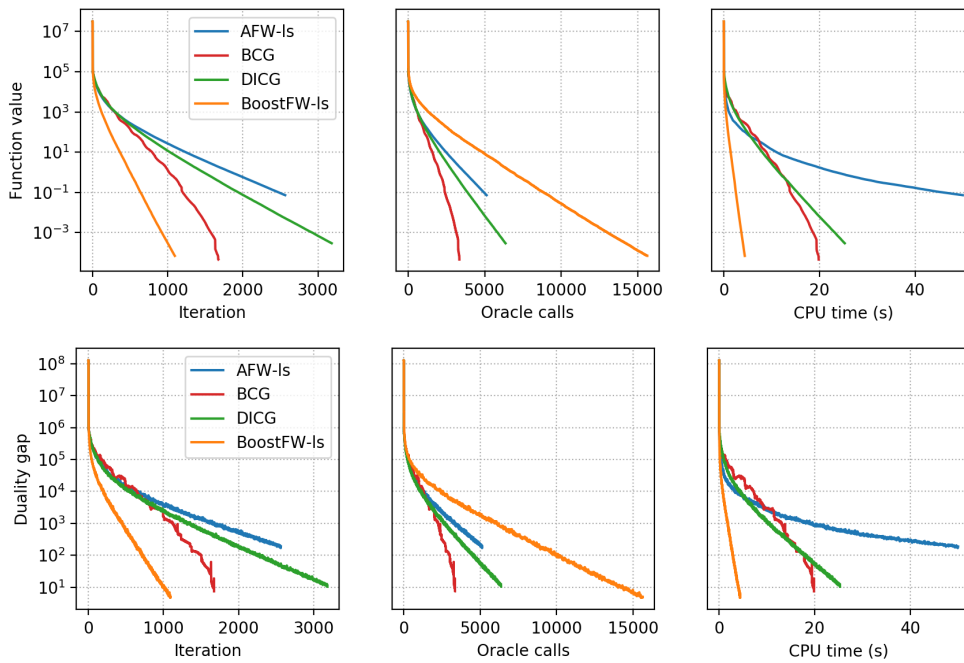 10⁷
10⁵
10³
10¹
10⁻¹
10⁻³
Function value
AFW-ls
BCG
DICG
BoostFW-ls
0 1000 2000 3000
Iteration
0 5000 10000 15000
Oracle calls
0 20 40
CPU time (s)
10⁸
10⁷
10⁶
10⁵
10⁴
10³
10²
10¹
Duality gap
AFW-ls
BCG
DICG
BoostFW-ls
0 1000 2000 3000
Iteration
0 5000 10000 15000
Oracle calls
0 20 40
CPU time (s)